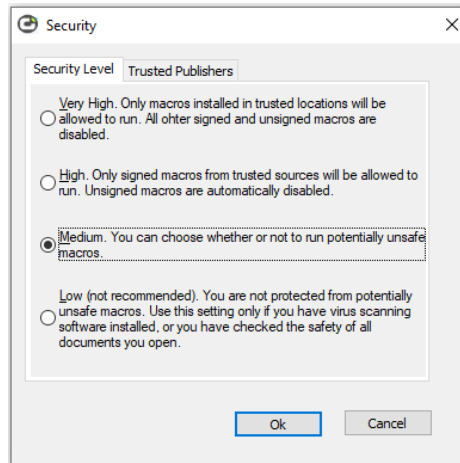 Security
Security Level Trusted Publishers
Very High. Only macros installed in trusted locations will be
allowed to run. All ohter signed and unsigned macros are
disabled.
High. Only signed macros from trusted sources will be allowed to
run. Unsigned macros are automatically disabled.
Medium. You can choose whether or not to run potentially unsafe
macros.
Low (not recommended). You are not protected from potentially
unsafe macros. Use this setting only if you have virus scanning
software installed, or you have checked the safety of all
documents you open.
Ok Cancel